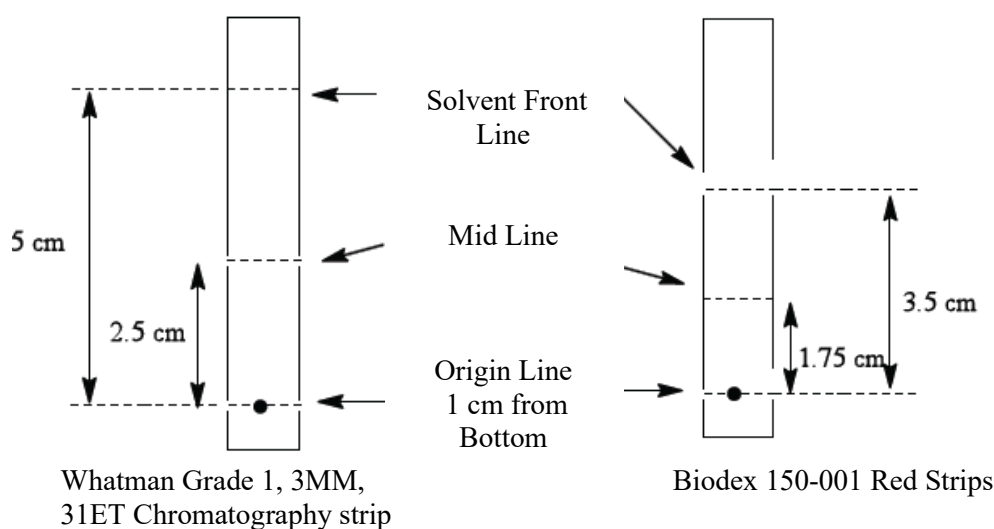 Solvent Front
Line
5 cm
Mid Line
3.5 cm
2.5 cm
1.75 cm
Origin Line
1 cm from
Bottom
Whatman Grade 1, 3MM,
31ET Chromatography strip
Biodex 150-001 Red Strips